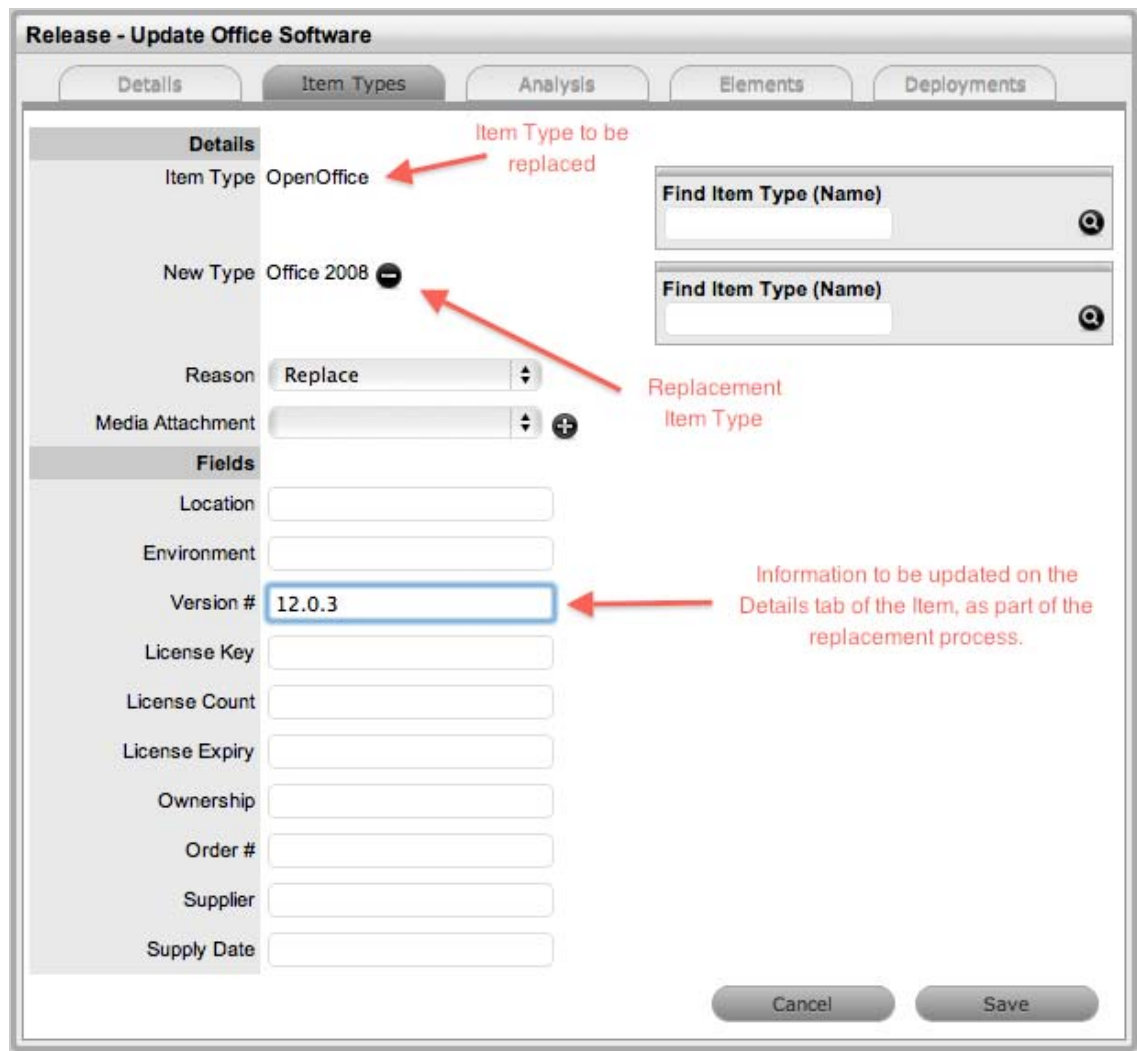 Release - Update Office Software
Details
Item Types
Analysis
Elements
Deployments
Details
Item Type to be
replaced
Item Type OpenOffice
Find Item Type (Name)
New Type Office 2008
Find Item Type (Name)
Reason Replace
Replacement
Item Type
Media Attachment
Fields
Location
Environment
Version # 12.0.3
Information to be updated on the
Details tab of the Item, as part of the
replacement process.
License Key
License Count
License Expiry
Ownership
Order #
Supplier
Supply Date
Cancel
Save